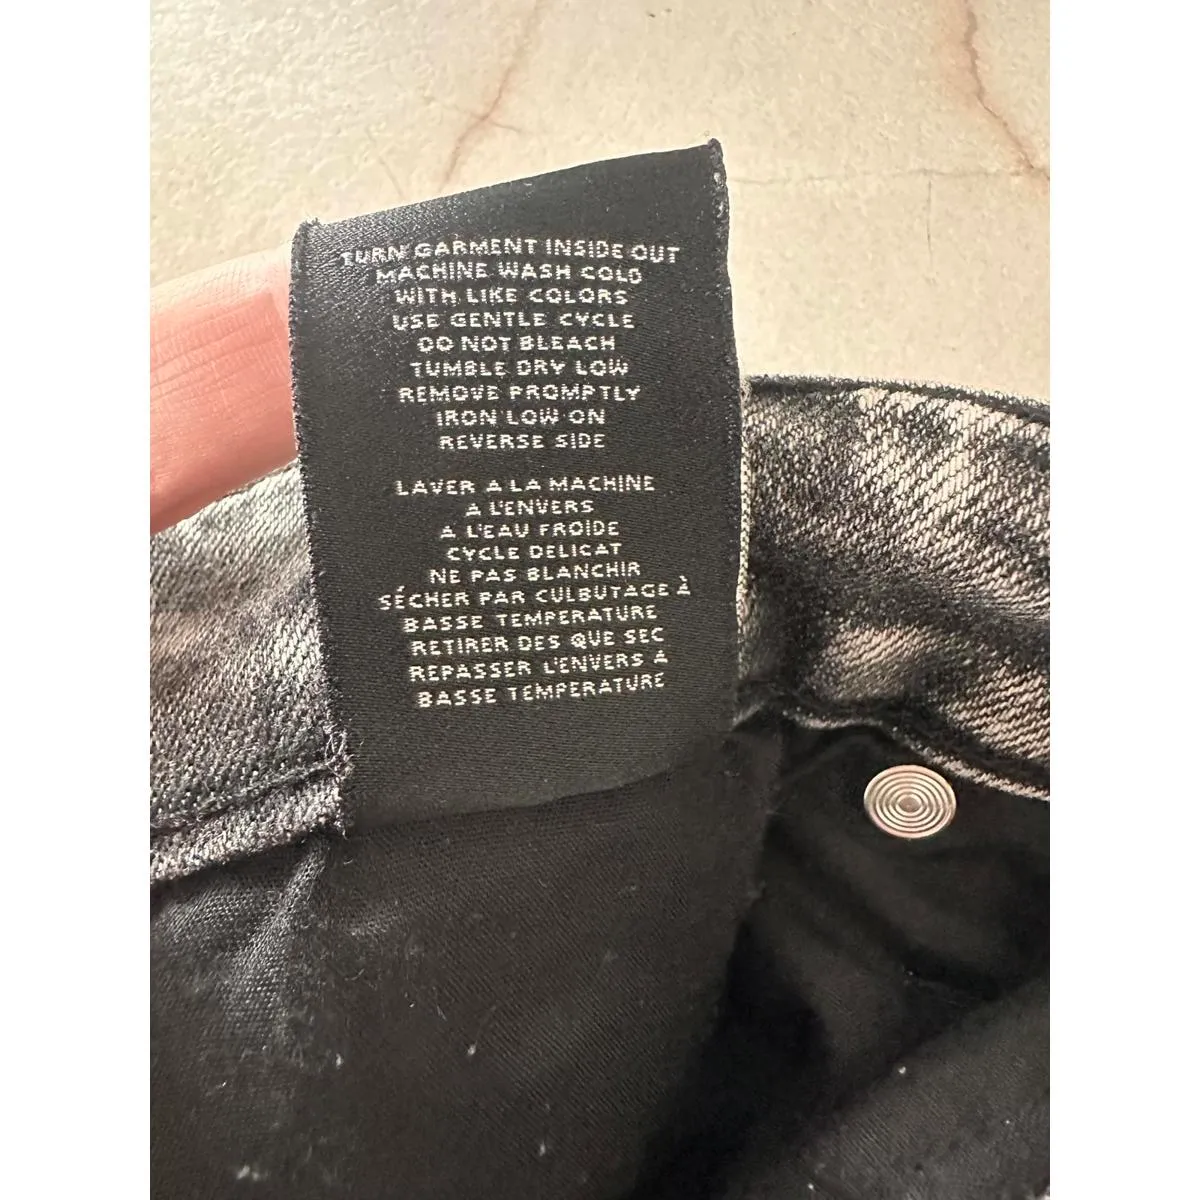 TURN GARMENT INSIDE OUT
MACHINE WASH COLD
WITH LIKE COLORS
USE GENTLE CYCLE
DO NOT BLEACH
TUMBLE DRY LOW
REMOVE PROMPTLY
IRON LOW ON
REVERSE SIDE
LAVER A LA MACHINE
A L'ENVERS
A L'EAU FROIDE
CYCLE DELICAT
NE PAS BLANCHIR
SÉCHER PAR CULBUTAGE À
BASSE TEMPERATURE
RETIRER DES QUE SEC
REPASSER L'ENVERS A
BASSE TEMPERATURE